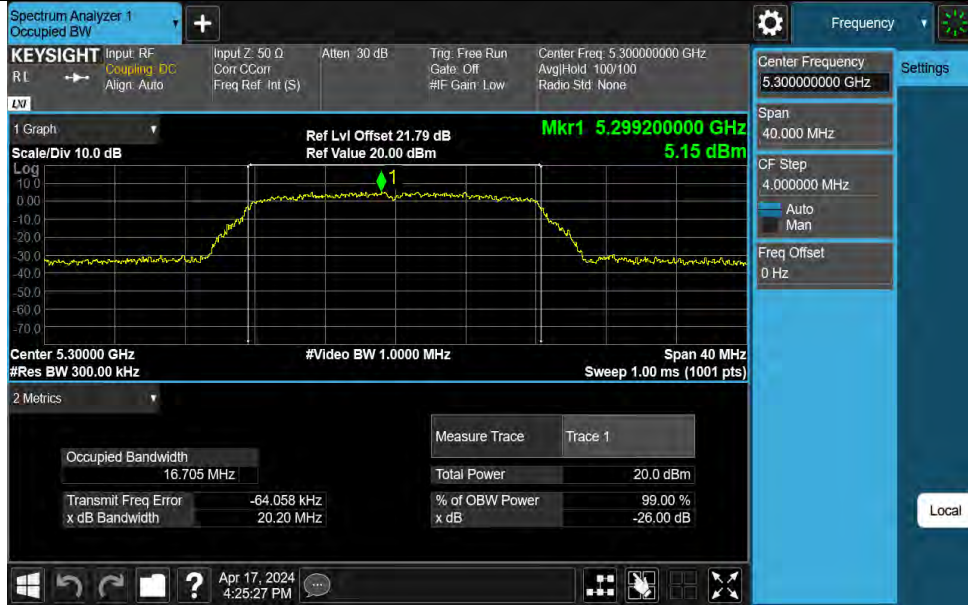 Spectrum Analyzer 1
Occupied BW
+
Frequency
KEYSIGHT
RL
LXI
Input: RF
Coupling: DC
Align: Auto
Input Z: 50 Ω
Corr CCorr
Freq Ref: Int (S)
Atten: 30 dB
Trig: Free Run
Gate: Off
#IF Gain: Low
Center Freq: 5.300000000 GHz
Avg|Hold: 100/100
Radio Std: None
Center Frequency
5.300000000 GHz
Settings
Span
40.000 MHz
CF Step
4.000000 MHz
Auto
Man
Freq Offset
0 Hz
Local
1 Graph
Scale/Div 10.0 dB
Ref Lvl Offset 21.79 dB
Ref Value 20.00 dBm
Mkr1 5.299200000 GHz
5.15 dBm
Log
10.0
0.00
-10.0
-20.0
-30.0
-40.0
-50.0
-60.0
-70.0
1
Center 5.30000 GHz
#Res BW 300.00 kHz
#Video BW 1.0000 MHz
Span 40 MHz
Sweep 1.00 ms (1001 pts)
2 Metrics
Measure Trace Trace 1
Occupied Bandwidth
16.705 MHz
Total Power 20.0 dBm
Transmit Freq Error -64.058 kHz
% of OBW Power 99.00 %
x dB Bandwidth 20.20 MHz
x dB -26.00 dB
?
Apr 17, 2024
4:25:27 PM